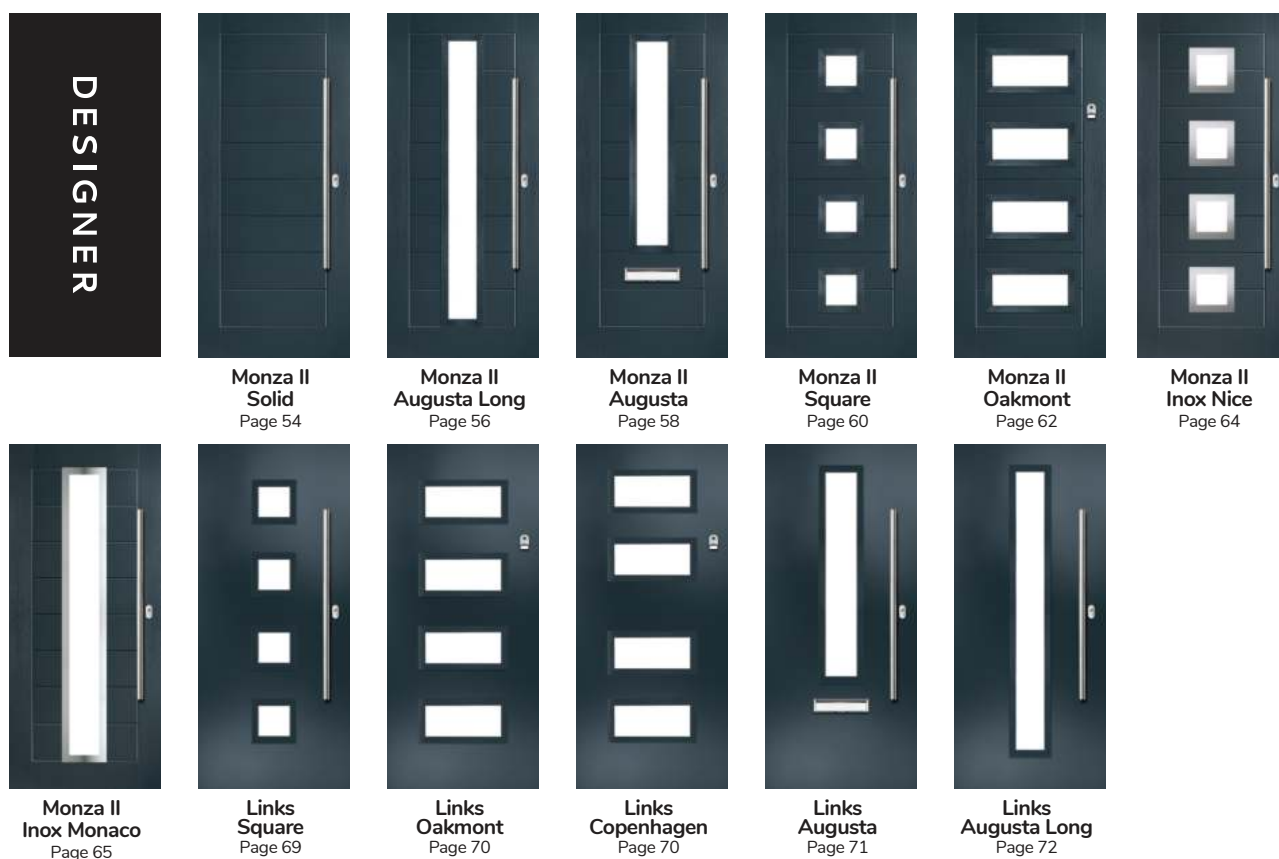 DESIGNER
Monza II
Solid
Page 54
Monza II
Augusta Long
Page 56
Monza II
Augusta
Page 58
Monza II
Square
Page 60
Monza II
Oakmont
Page 62
Monza II
Inox Nice
Page 64
Monza II
Inox Monaco
Page 65
Links
Square
Page 69
Links
Oakmont
Page 70
Links
Copenhagen
Page 70
Links
Augusta
Page 71
Links
Augusta Long
Page 72